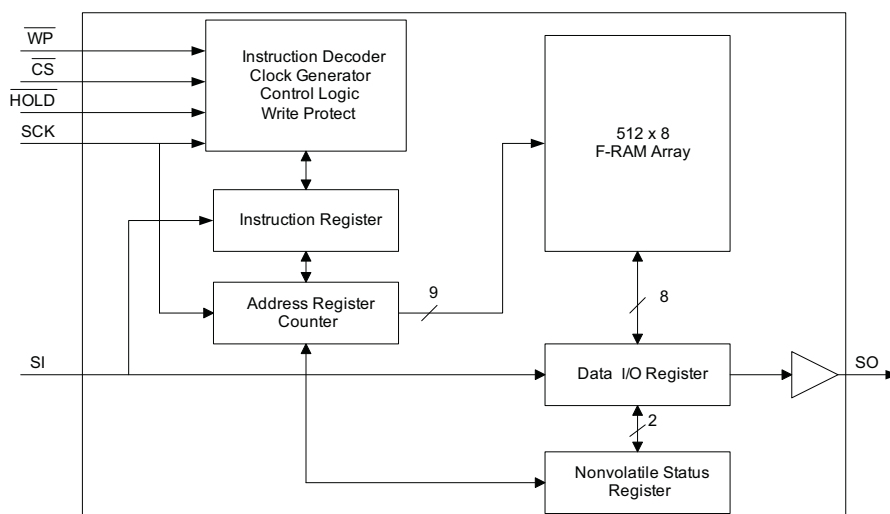 WP
CS
HOLD
SCK
Instruction Decoder
Clock Generator
Control Logic
Write Protect
512 x 8
F-RAM Array
Instruction Register
Address Register
Counter
9
8
SI
Data I/O Register
SO
2
Nonvolatile Status
Register